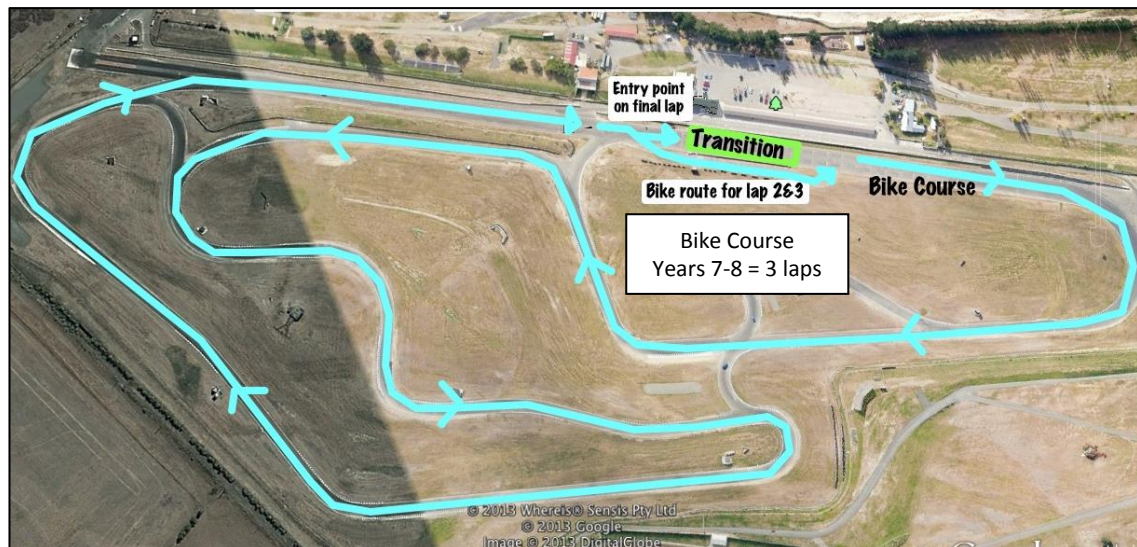 Entry point
on final lap
Transition
Bike route for lap 2&3
Bike Course
Bike Course
Years 7-8 = 3 laps
© 2013 Whereis® Sensis Pty Ltd
© 2013 Google
Image © 2013 DigitalGlobe